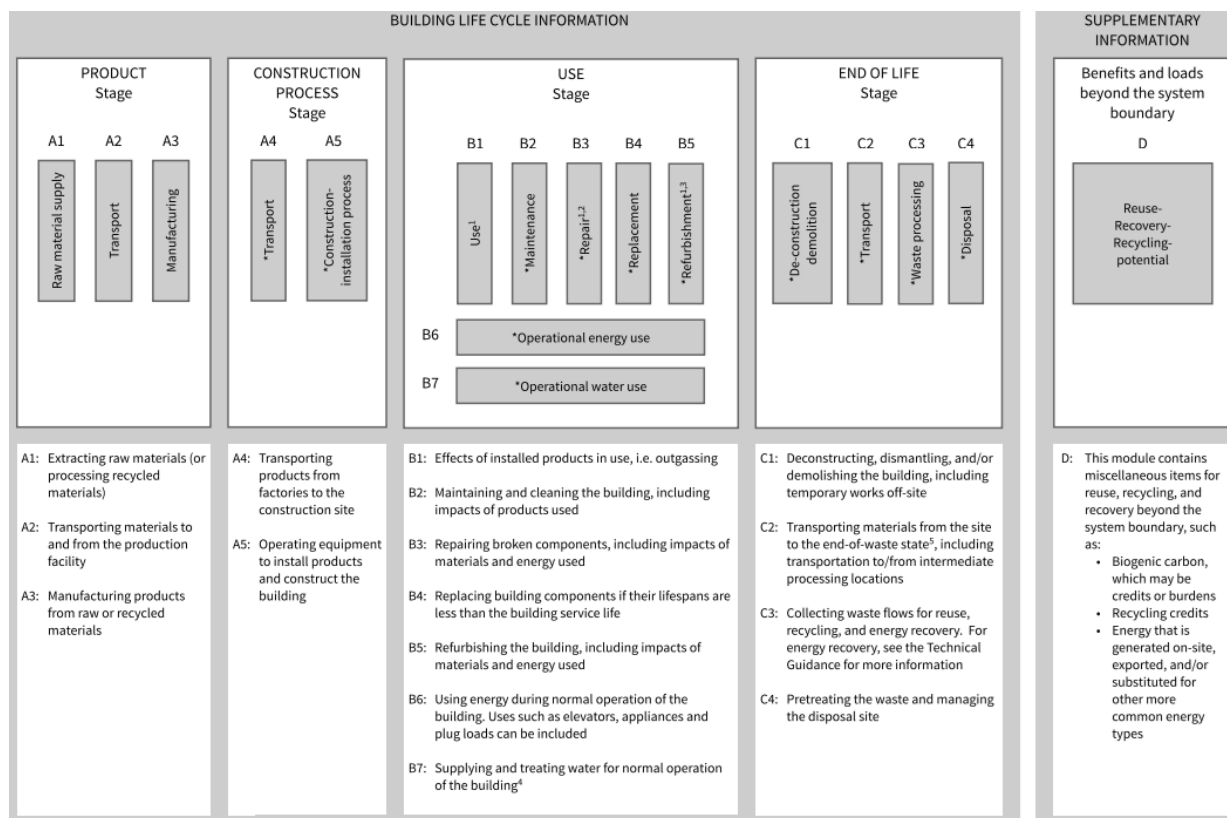 BUILDING LIFE CYCLE INFORMATION
SUPPLEMENTARY
INFORMATION
PRODUCT
Stage
A1 A2 A3
Raw material supply
Transport
Manufacturing
CONSTRUCTION
PROCESS
Stage
A4 A5
*Transport
*Construction-
installation process
USE
Stage
B1 B2 B3 B4 B5
Use¹
*Maintenance
*Repair¹,²
*Replacement
*Refurbishment¹,³
B6 *Operational energy use
B7 *Operational water use
END OF LIFE
Stage
C1 C2 C3 C4
*De-construction
demolition
*Transport
*Waste processing
*Disposal
Benefits and loads
beyond the system
boundary
D
Reuse-
Recovery-
Recycling-
potential
A1: Extracting raw materials (or
processing recycled
materials)
A2: Transporting materials to
and from the production
facility
A3: Manufacturing products
from raw or recycled
materials
A4: Transporting
products from
factories to the
construction site
A5: Operating equipment
to install products
and construct the
building
B1: Effects of installed products in use, i.e. outgassing
B2: Maintaining and cleaning the building, including
impacts of products used
B3: Repairing broken components, including impacts of
materials and energy used
B4: Replacing building components if their lifespans are
less than the building service life
B5: Refurbishing the building, including impacts of
materials and energy used
B6: Using energy during normal operation of the
building. Uses such as elevators, appliances and
plug loads can be included
B7: Supplying and treating water for normal operation
of the building⁴
C1: Deconstructing, dismantling, and/or
demolishing the building, including
temporary works off-site
C2: Transporting materials from the site
to the end-of-waste state⁵, including
transportation to/from intermediate
processing locations
C3: Collecting waste flows for reuse,
recycling, and energy recovery. For
energy recovery, see the Technical
Guidance for more information
C4: Pretreating the waste and managing
the disposal site
D: This module contains
miscellaneous items for
reuse, recycling, and
recovery beyond the
system boundary, such
as:
• Biogenic carbon,
which may be
credits or burdens
• Recycling credits
• Energy that is
generated on-site,
exported, and/or
substituted for
other more
common energy
types